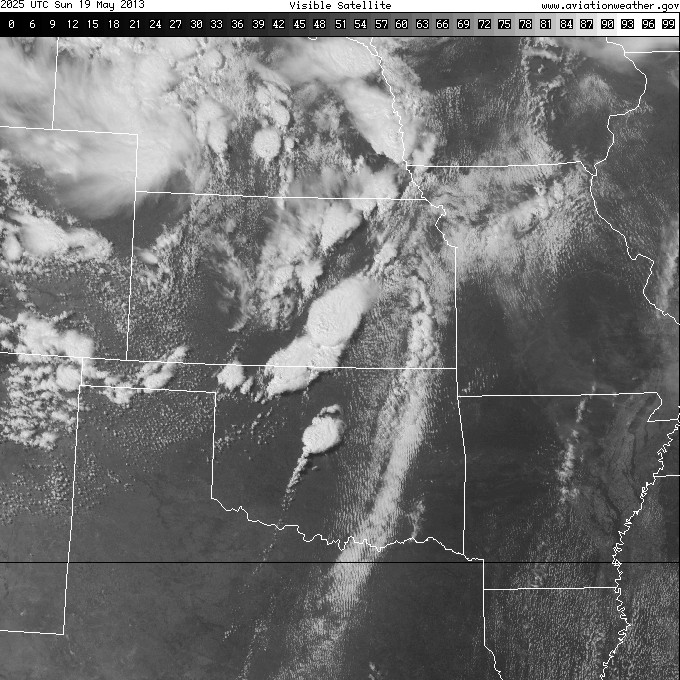 2025 UTC Sun 19 May 2013 Visible Satellite www.aviationweather.gov
0 6 9 12 15 18 21 24 27 30 33 36 39 42 45 48 51 54 57 60 63 66 69 72 75 78 81 84 87 90 93 96 99